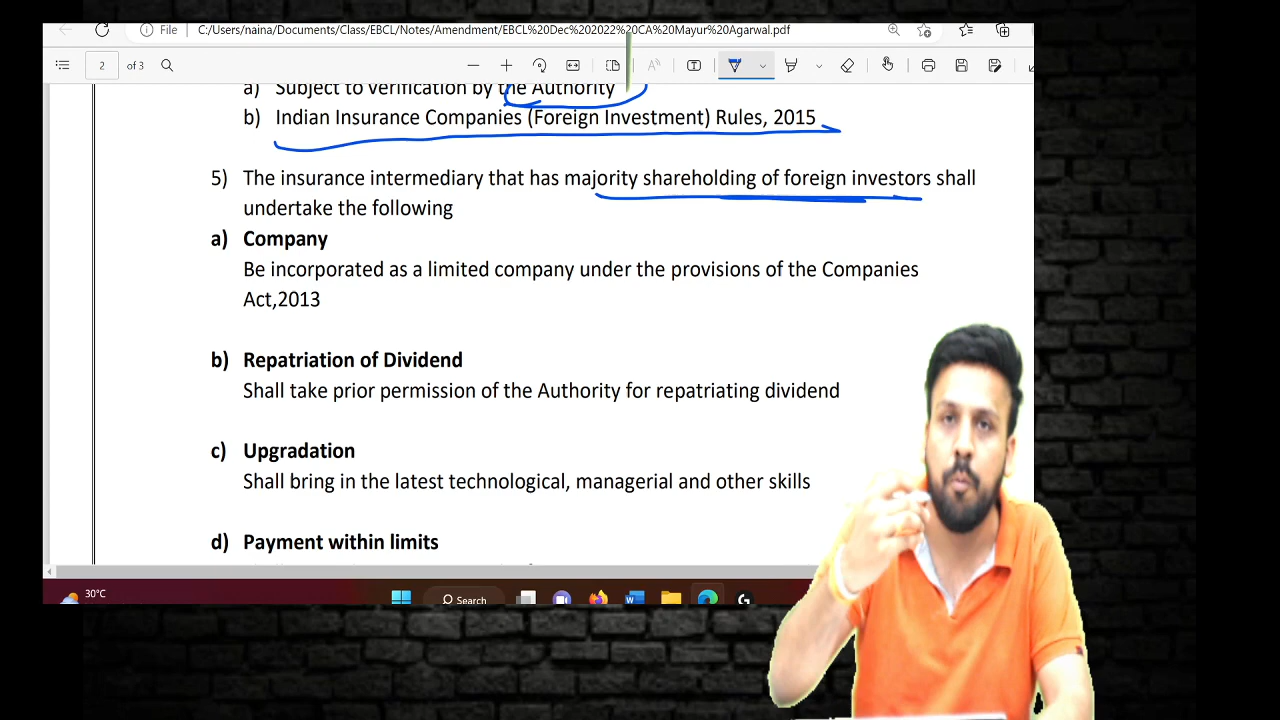 File C:/Users/naina/Documents/Class/EBCL/Notes/Amendment/EBCL%20Dec%202022%20CA%20Mayur%20Agarwal.pdf
2 of 3
a) Subject to verification by the Authority
b) Indian Insurance Companies (Foreign Investment) Rules, 2015
5) The insurance intermediary that has majority shareholding of foreign investors shall
undertake the following
a) Company
Be incorporated as a limited company under the provisions of the Companies
Act,2013
b) Repatriation of Dividend
Shall take prior permission of the Authority for repatriating dividend
c) Upgradation
Shall bring in the latest technological, managerial and other skills
d) Payment within limits
30°C
Search